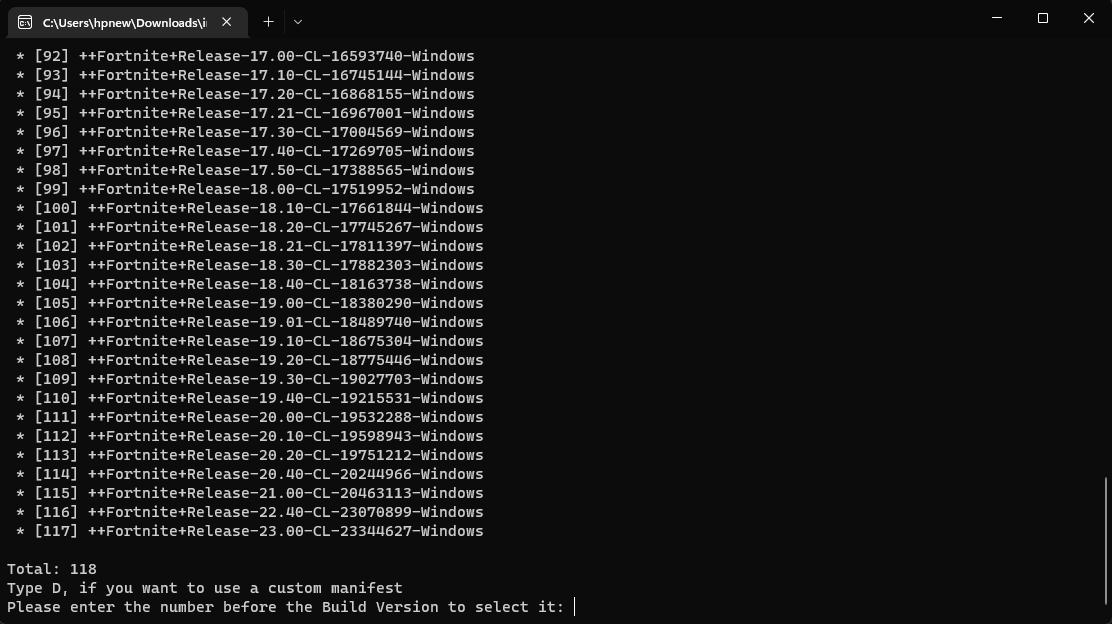 C:\Users\hpnew\Downloads\i
* [92] ++Fortnite+Release-17.00-CL-16593740-Windows
* [93] ++Fortnite+Release-17.10-CL-16745144-Windows
* [94] ++Fortnite+Release-17.20-CL-16868155-Windows
* [95] ++Fortnite+Release-17.21-CL-16967001-Windows
* [96] ++Fortnite+Release-17.30-CL-17004569-Windows
* [97] ++Fortnite+Release-17.40-CL-17269705-Windows
* [98] ++Fortnite+Release-17.50-CL-17388565-Windows
* [99] ++Fortnite+Release-18.00-CL-17519952-Windows
* [100] ++Fortnite+Release-18.10-CL-17661844-Windows
* [101] ++Fortnite+Release-18.20-CL-17745267-Windows
* [102] ++Fortnite+Release-18.21-CL-17811397-Windows
* [103] ++Fortnite+Release-18.30-CL-17882303-Windows
* [104] ++Fortnite+Release-18.40-CL-18163738-Windows
* [105] ++Fortnite+Release-19.00-CL-18380290-Windows
* [106] ++Fortnite+Release-19.01-CL-18489740-Windows
* [107] ++Fortnite+Release-19.10-CL-18675304-Windows
* [108] ++Fortnite+Release-19.20-CL-18775446-Windows
* [109] ++Fortnite+Release-19.30-CL-19027703-Windows
* [110] ++Fortnite+Release-19.40-CL-19215531-Windows
* [111] ++Fortnite+Release-20.00-CL-19532288-Windows
* [112] ++Fortnite+Release-20.10-CL-19598943-Windows
* [113] ++Fortnite+Release-20.20-CL-19751212-Windows
* [114] ++Fortnite+Release-20.40-CL-20244966-Windows
* [115] ++Fortnite+Release-21.00-CL-20463113-Windows
* [116] ++Fortnite+Release-22.40-CL-23070899-Windows
* [117] ++Fortnite+Release-23.00-CL-23344627-Windows
Total: 118
Type D, if you want to use a custom manifest
Please enter the number before the Build Version to select it: